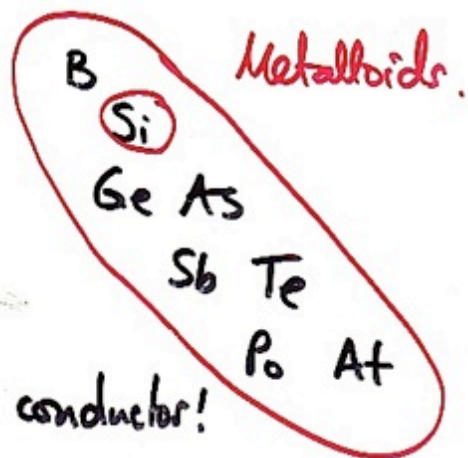 Metalloids.
B
Si
Ge As
Sb Te
Po At
conductor!